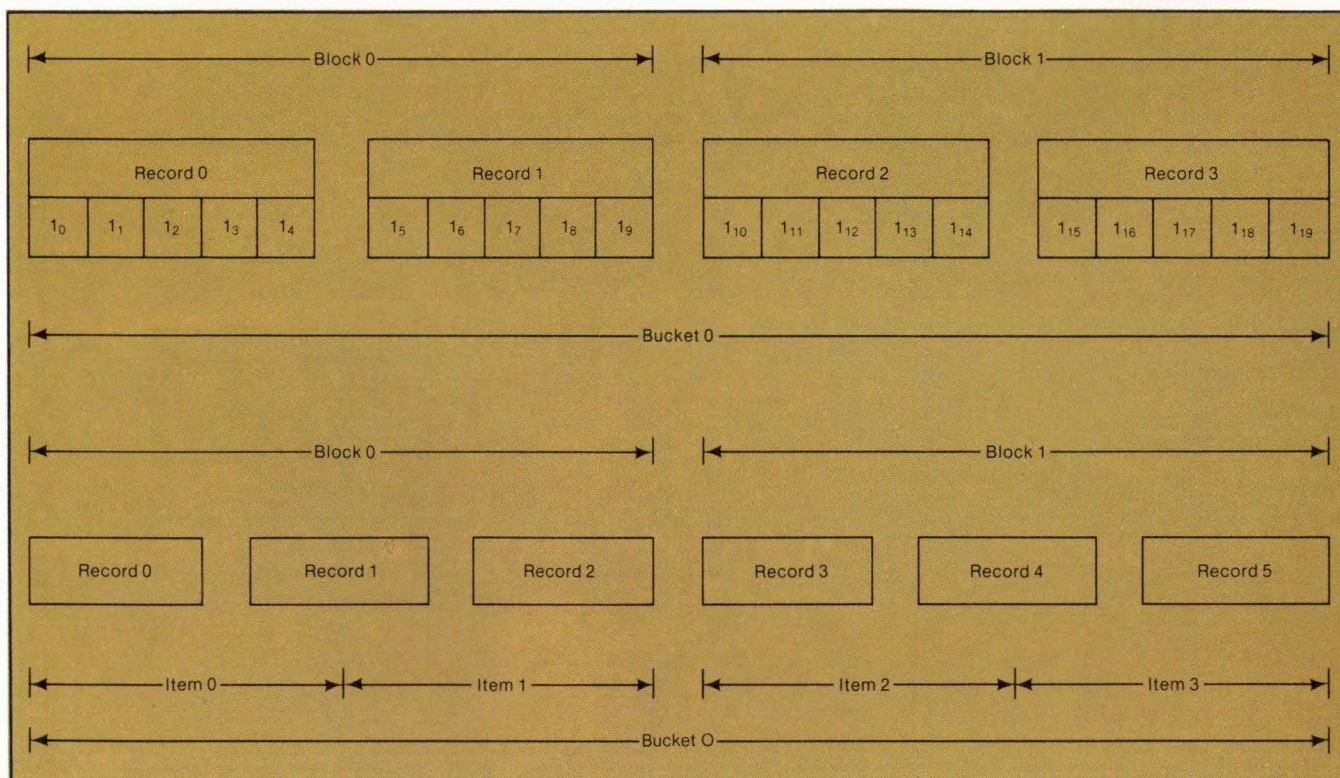 Block 0 Block 1
Record 0 Record 1 Record 2 Record 3
1₀ 1₁ 1₂ 1₃ 1₄ 1₅ 1₆ 1₇ 1₈ 1₉ 1₁₀ 1₁₁ 1₁₂ 1₁₃ 1₁₄ 1₁₅ 1₁₆ 1₁₇ 1₁₈ 1₁₉
Bucket 0
Block 0 Block 1
Record 0 Record 1 Record 2 Record 3 Record 4 Record 5
Item 0 Item 1 Item 2 Item 3
Bucket O